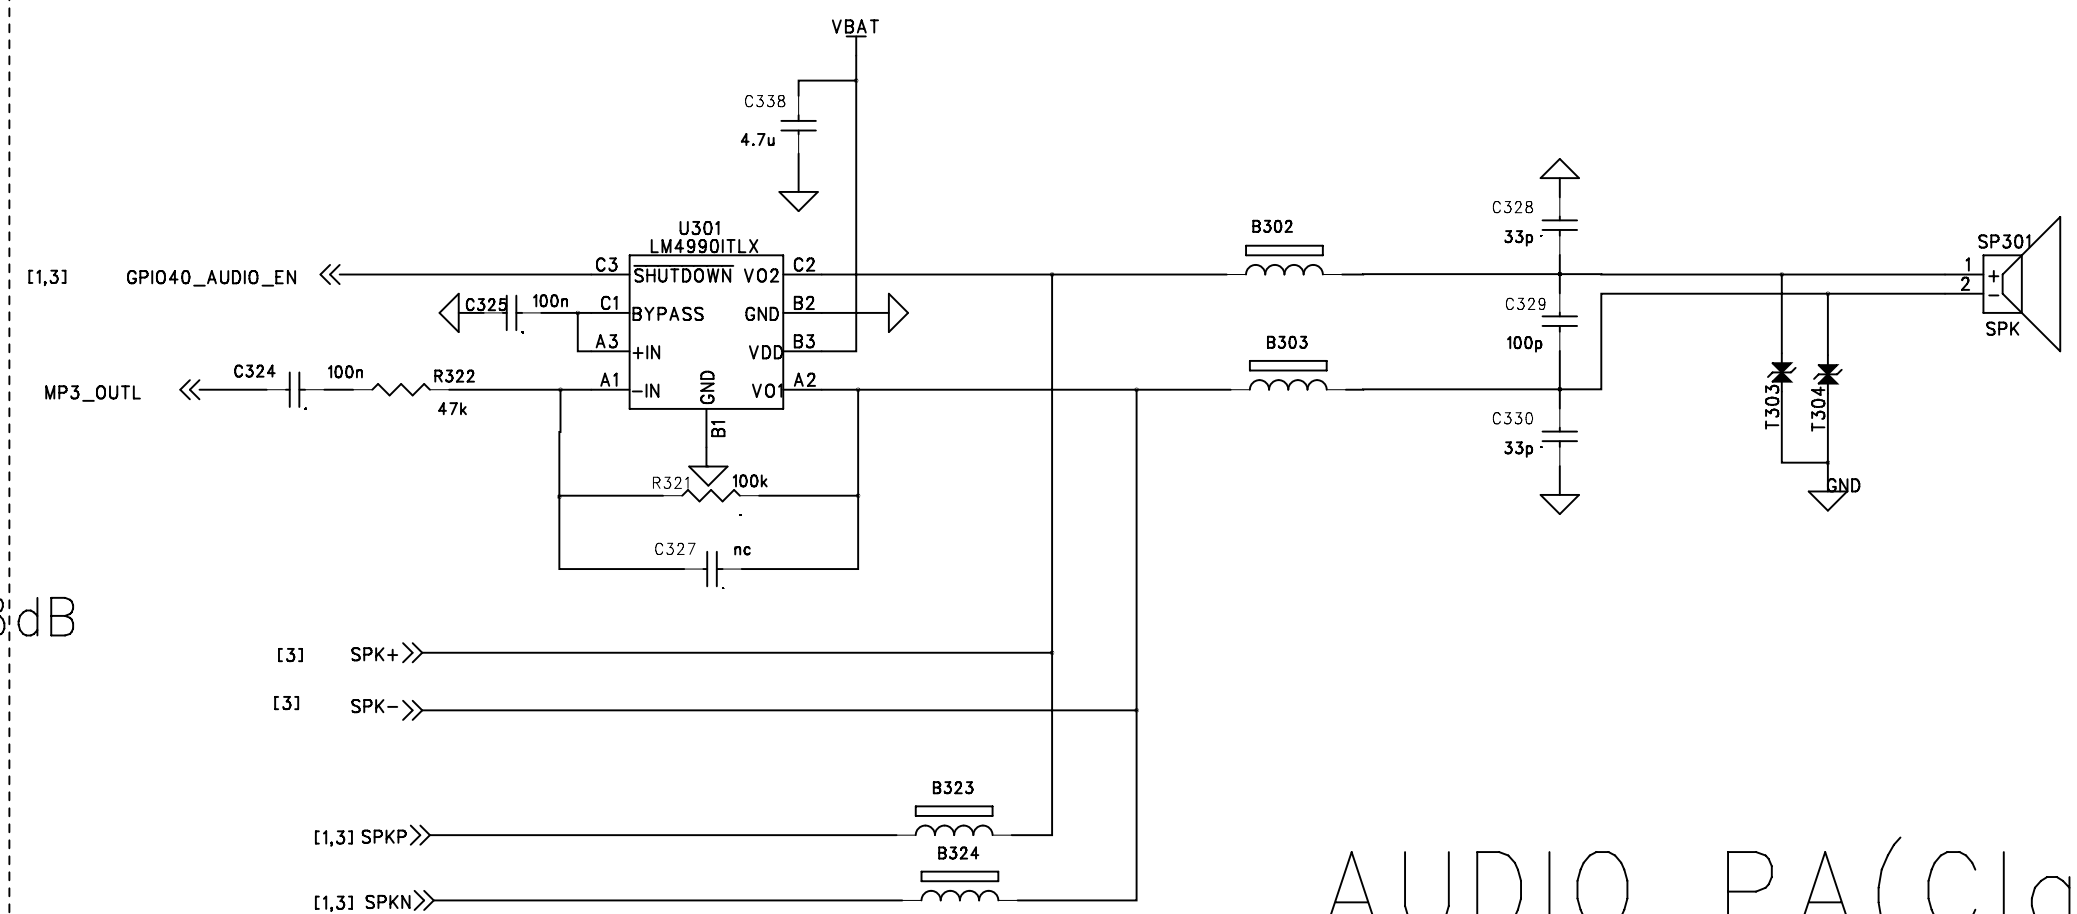 VBAT
C338
4.7u
U301
LM4990ITLX
[1,3] GPIO40_AUDIO_EN
C3 SHUTDOWN VO2 C2
C325 100n C1 BYPASS GND B2
A3 +IN VDD B3
MP3_OUTL C324 100n R322 47k A1 -IN GND VO1 A2
B1
R321 100k
C327 nc
B302
B303
C328
33p
C329
100p
C330
33p
SP301
1 +
2 -
SPK
T303
T304
GND
dB
[3] SPK+
[3] SPK-
B323
[1,3] SPKP
B324
[1,3] SPKN
AUDIO PA(Cla